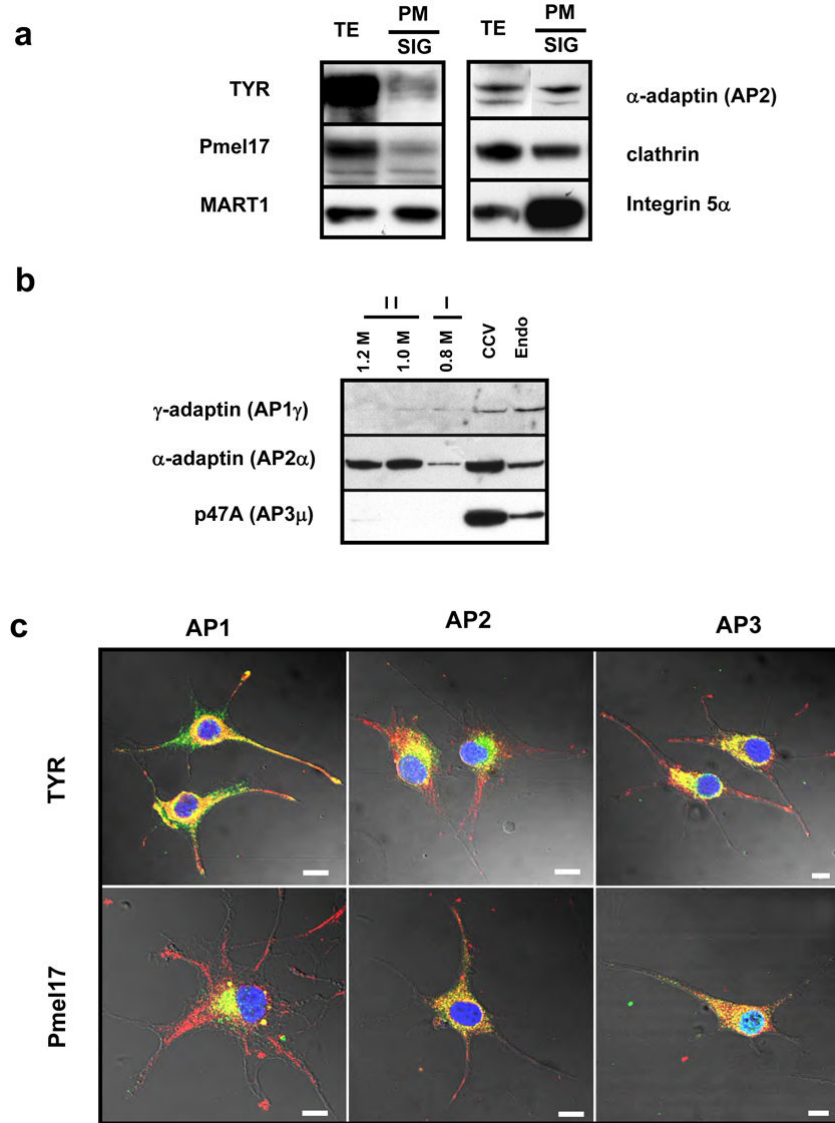 a
TE PM SIG TE PM SIG
TYR α-adaptin (AP2)
Pmel17 clathrin
MART1 Integrin 5α
b
II I
1.2 M 1.0 M 0.8 M CCV Endo
γ-adaptin (AP1γ)
α-adaptin (AP2α)
p47A (AP3μ)
c
AP1 AP2 AP3
TYR
Pmel17